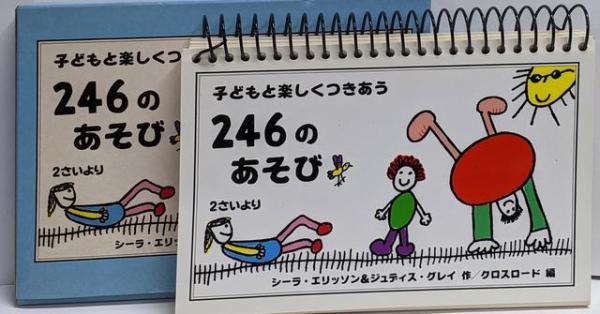 子どもと楽しくつ
246の
あそび
2さいより
シーラ・エリッソ
子どもと楽しくつきあう
246の
あそび
2さいより
シーラ・エリッソン&ジュディス・グレイ 作／クロスロード 編